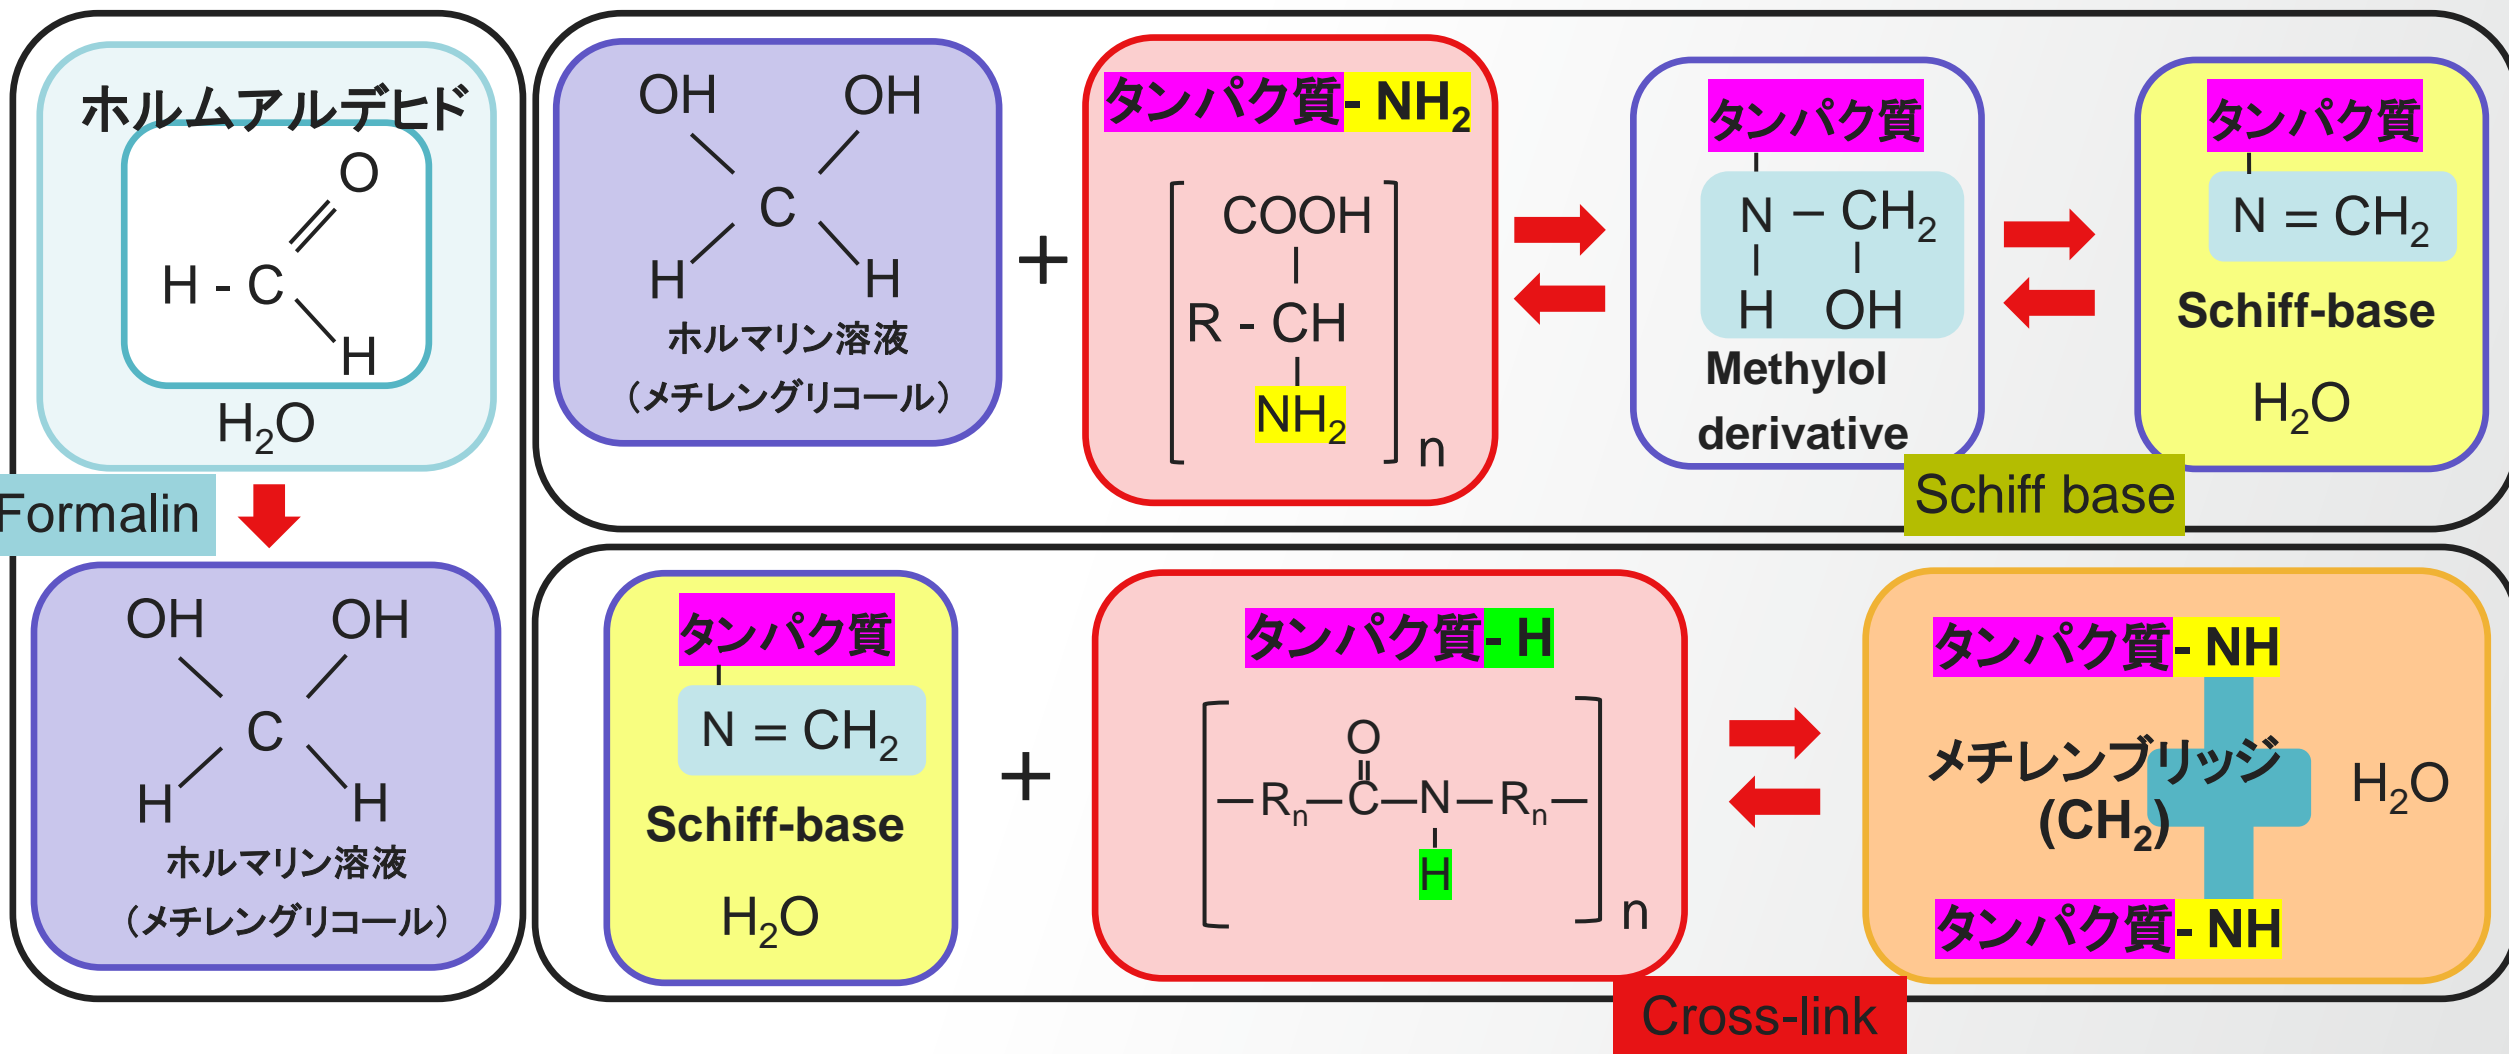 ホルムアルデヒド
O
H - C
H
H₂O
Formalin
OH OH
C
H H
ホルマリン溶液
（メチレングリコール）
OH OH
C
H H
ホルマリン溶液
（メチレングリコール）
+
タンパク質- NH₂
COOH
R - CH
NH₂
n
タンパク質
N – CH₂
H OH
Methylol
derivative
タンパク質
N = CH₂
Schiff-base
H₂O
Schiff base
タンパク質
N = CH₂
Schiff-base
H₂O
+
タンパク質- H
O
Rₙ C N Rₙ
H
n
タンパク質- NH
メチレンブリッジ
(CH₂)
H₂O
タンパク質- NH
Cross-link